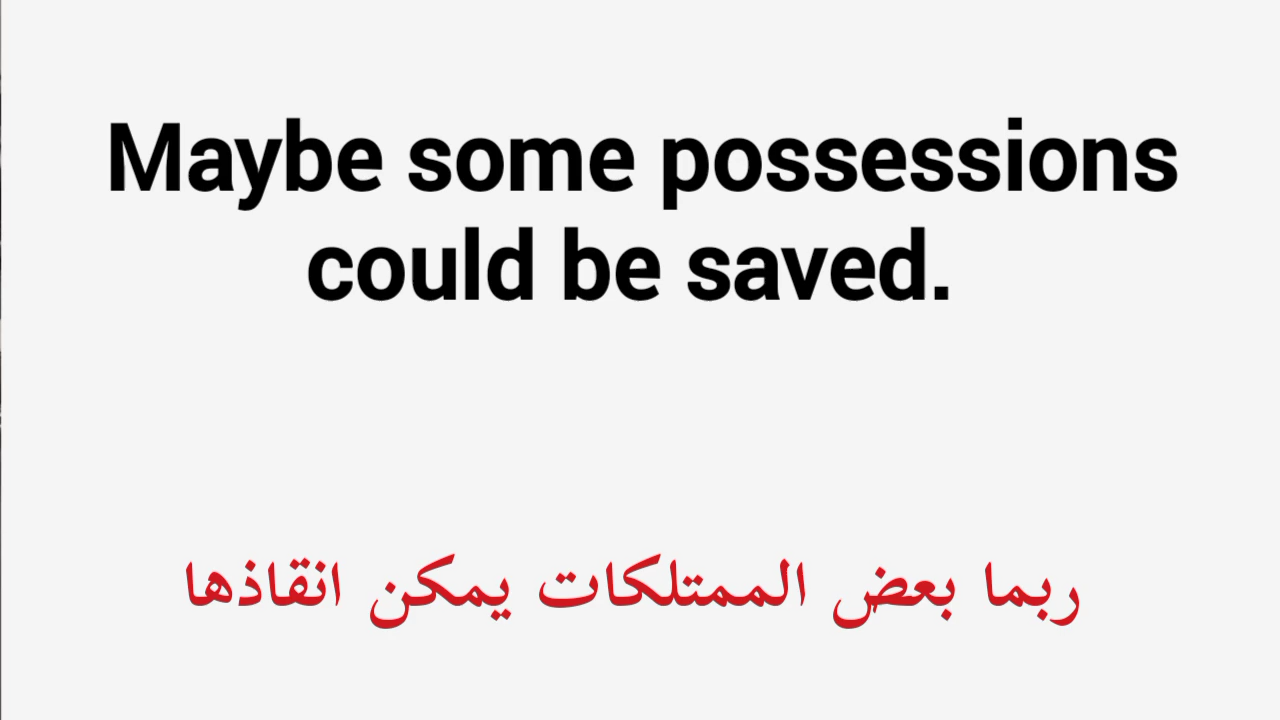 Maybe some possessions
could be saved.
ربما بعض الممتلكات يمكن انقاذها